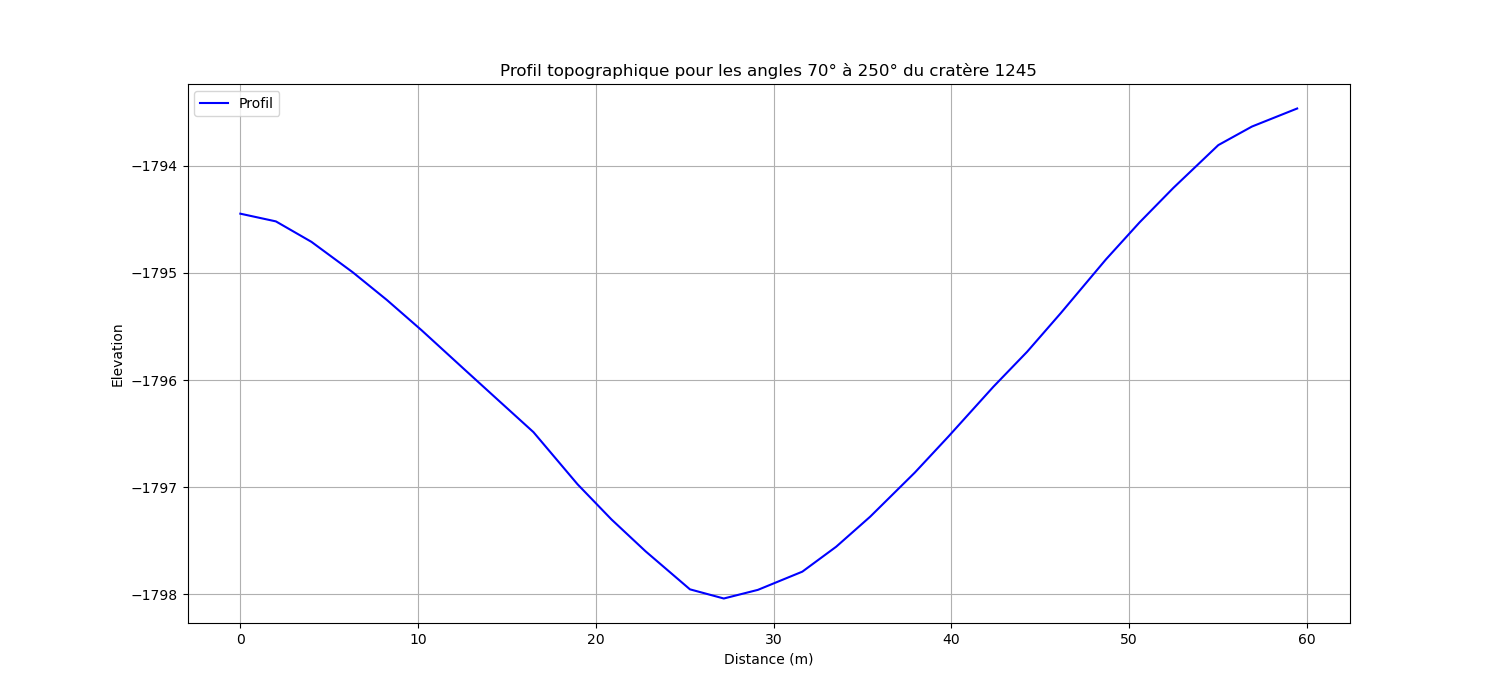 Profil topographique pour les angles 70° à 250° du cratère 1245
Profil
−1794
−1795
−1796
−1797
−1798
Elevation
0 10 20 30 40 50 60
Distance (m)